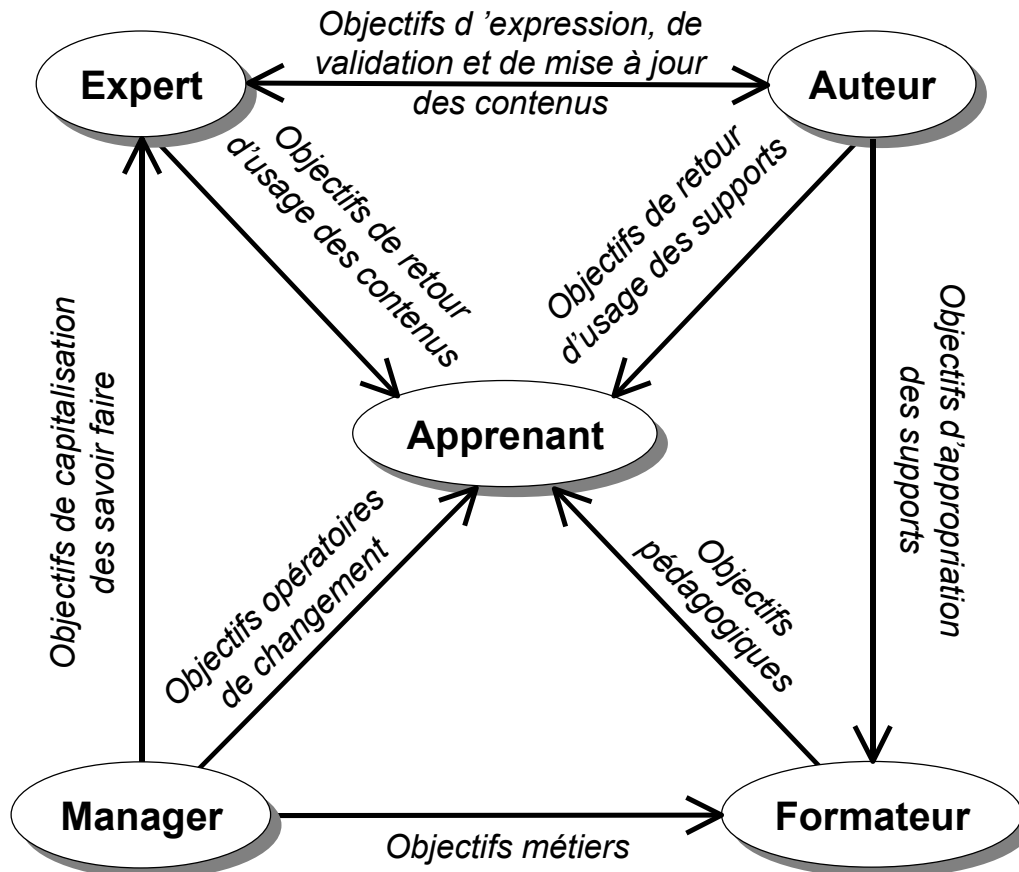 Objectifs d ’expression, de
validation et de mise à jour
des contenus
Expert
Auteur
Objectifs de retour
d’usage des contenus
Objectifs de retour
d’usage des supports
Objectifs de capitalisation
des savoir faire
Objectifs d’appropriation
des supports
Apprenant
Objectifs opératoires
de changement
Objectifs
pédagogiques
Manager
Formateur
Objectifs métiers